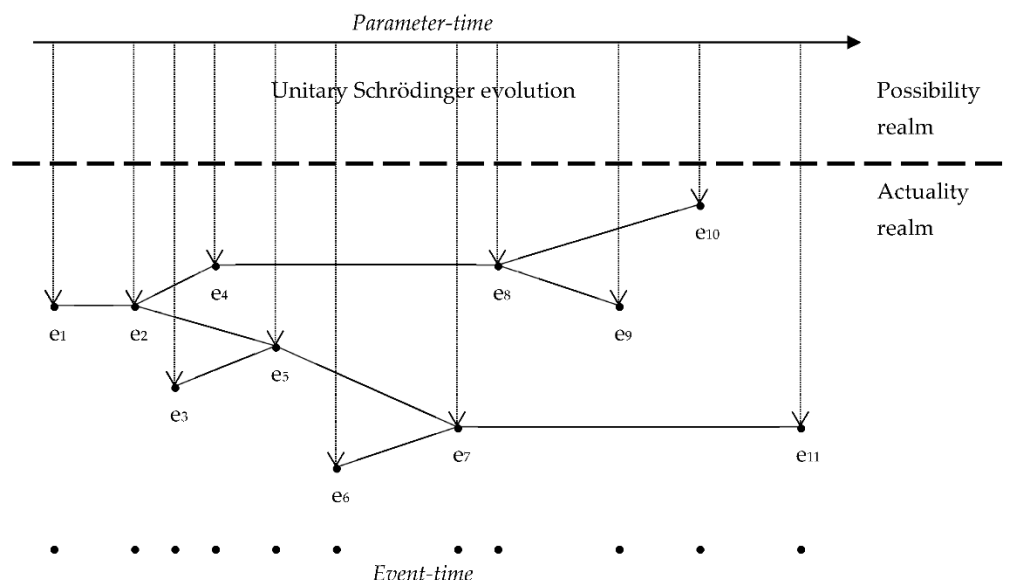 Parameter-time
Unitary Schrödinger evolution
Possibility
realm
Actuality
realm
e10
e4
e8
e1
e2
e9
e5
e3
e7
e11
e6
Event-time